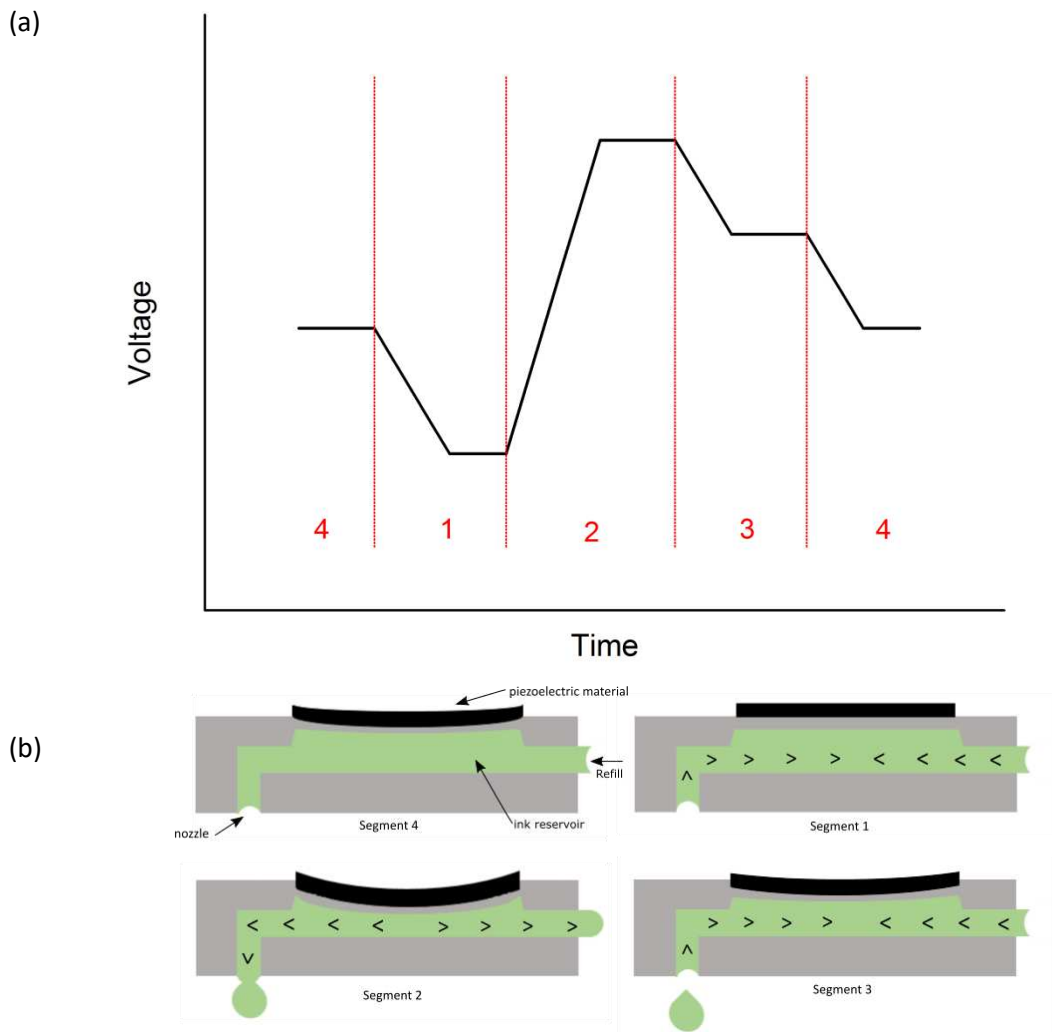 (a)
Voltage
4
1
2
3
4
Time
(b)
piezoelectric material
Refill
nozzle
ink reservoir
Segment 4
> > > > < < < <
^
Segment 1
< < < < > > > >
v
Segment 2
> > > > < < < <
^
Segment 3